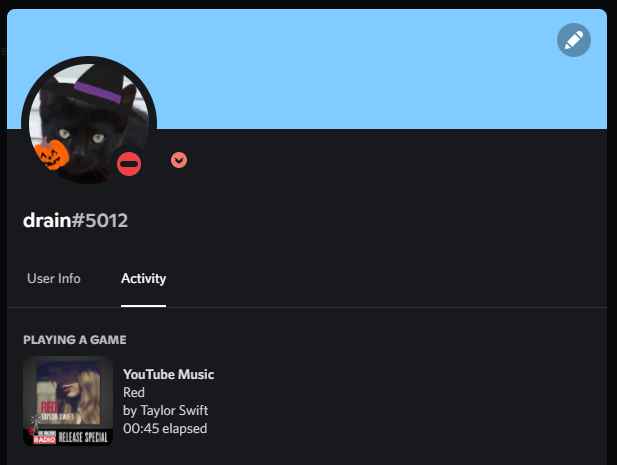 drain#5012
User Info
Activity
PLAYING A GAME
YouTube Music
Red
by Taylor Swift
00:45 elapsed
RED
TAYLOR SWIFT
RADIO
RELEASE SPECIAL